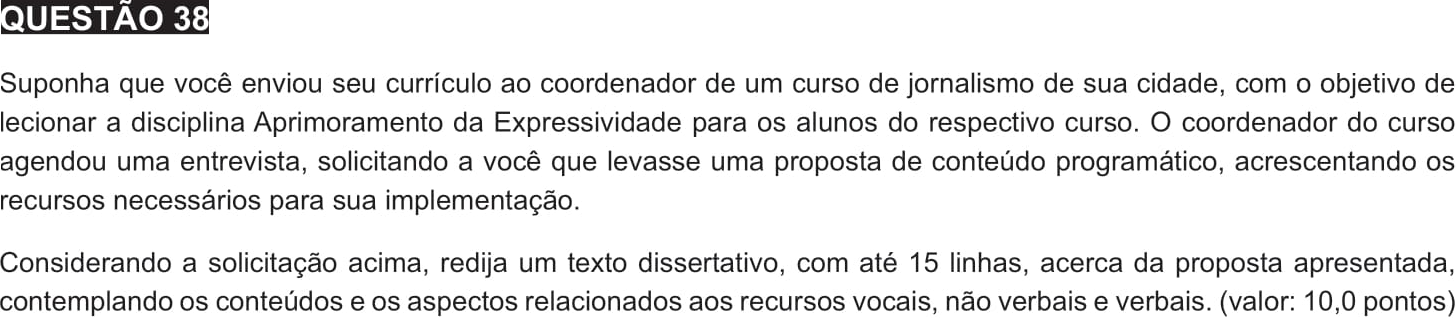 QUESTÃO 38
Suponha que você enviou seu currículo ao coordenador de um curso de jornalismo de sua cidade, com o objetivo de
lecionar a disciplina Aprimoramento da Expressividade para os alunos do respectivo curso. O coordenador do curso
agendou uma entrevista, solicitando a você que levasse uma proposta de conteúdo programático, acrescentando os
recursos necessários para sua implementação.
Considerando a solicitação acima, redija um texto dissertativo, com até 15 linhas, acerca da proposta apresentada,
contemplando os conteúdos e os aspectos relacionados aos recursos vocais, não verbais e verbais. (valor: 10,0 pontos)